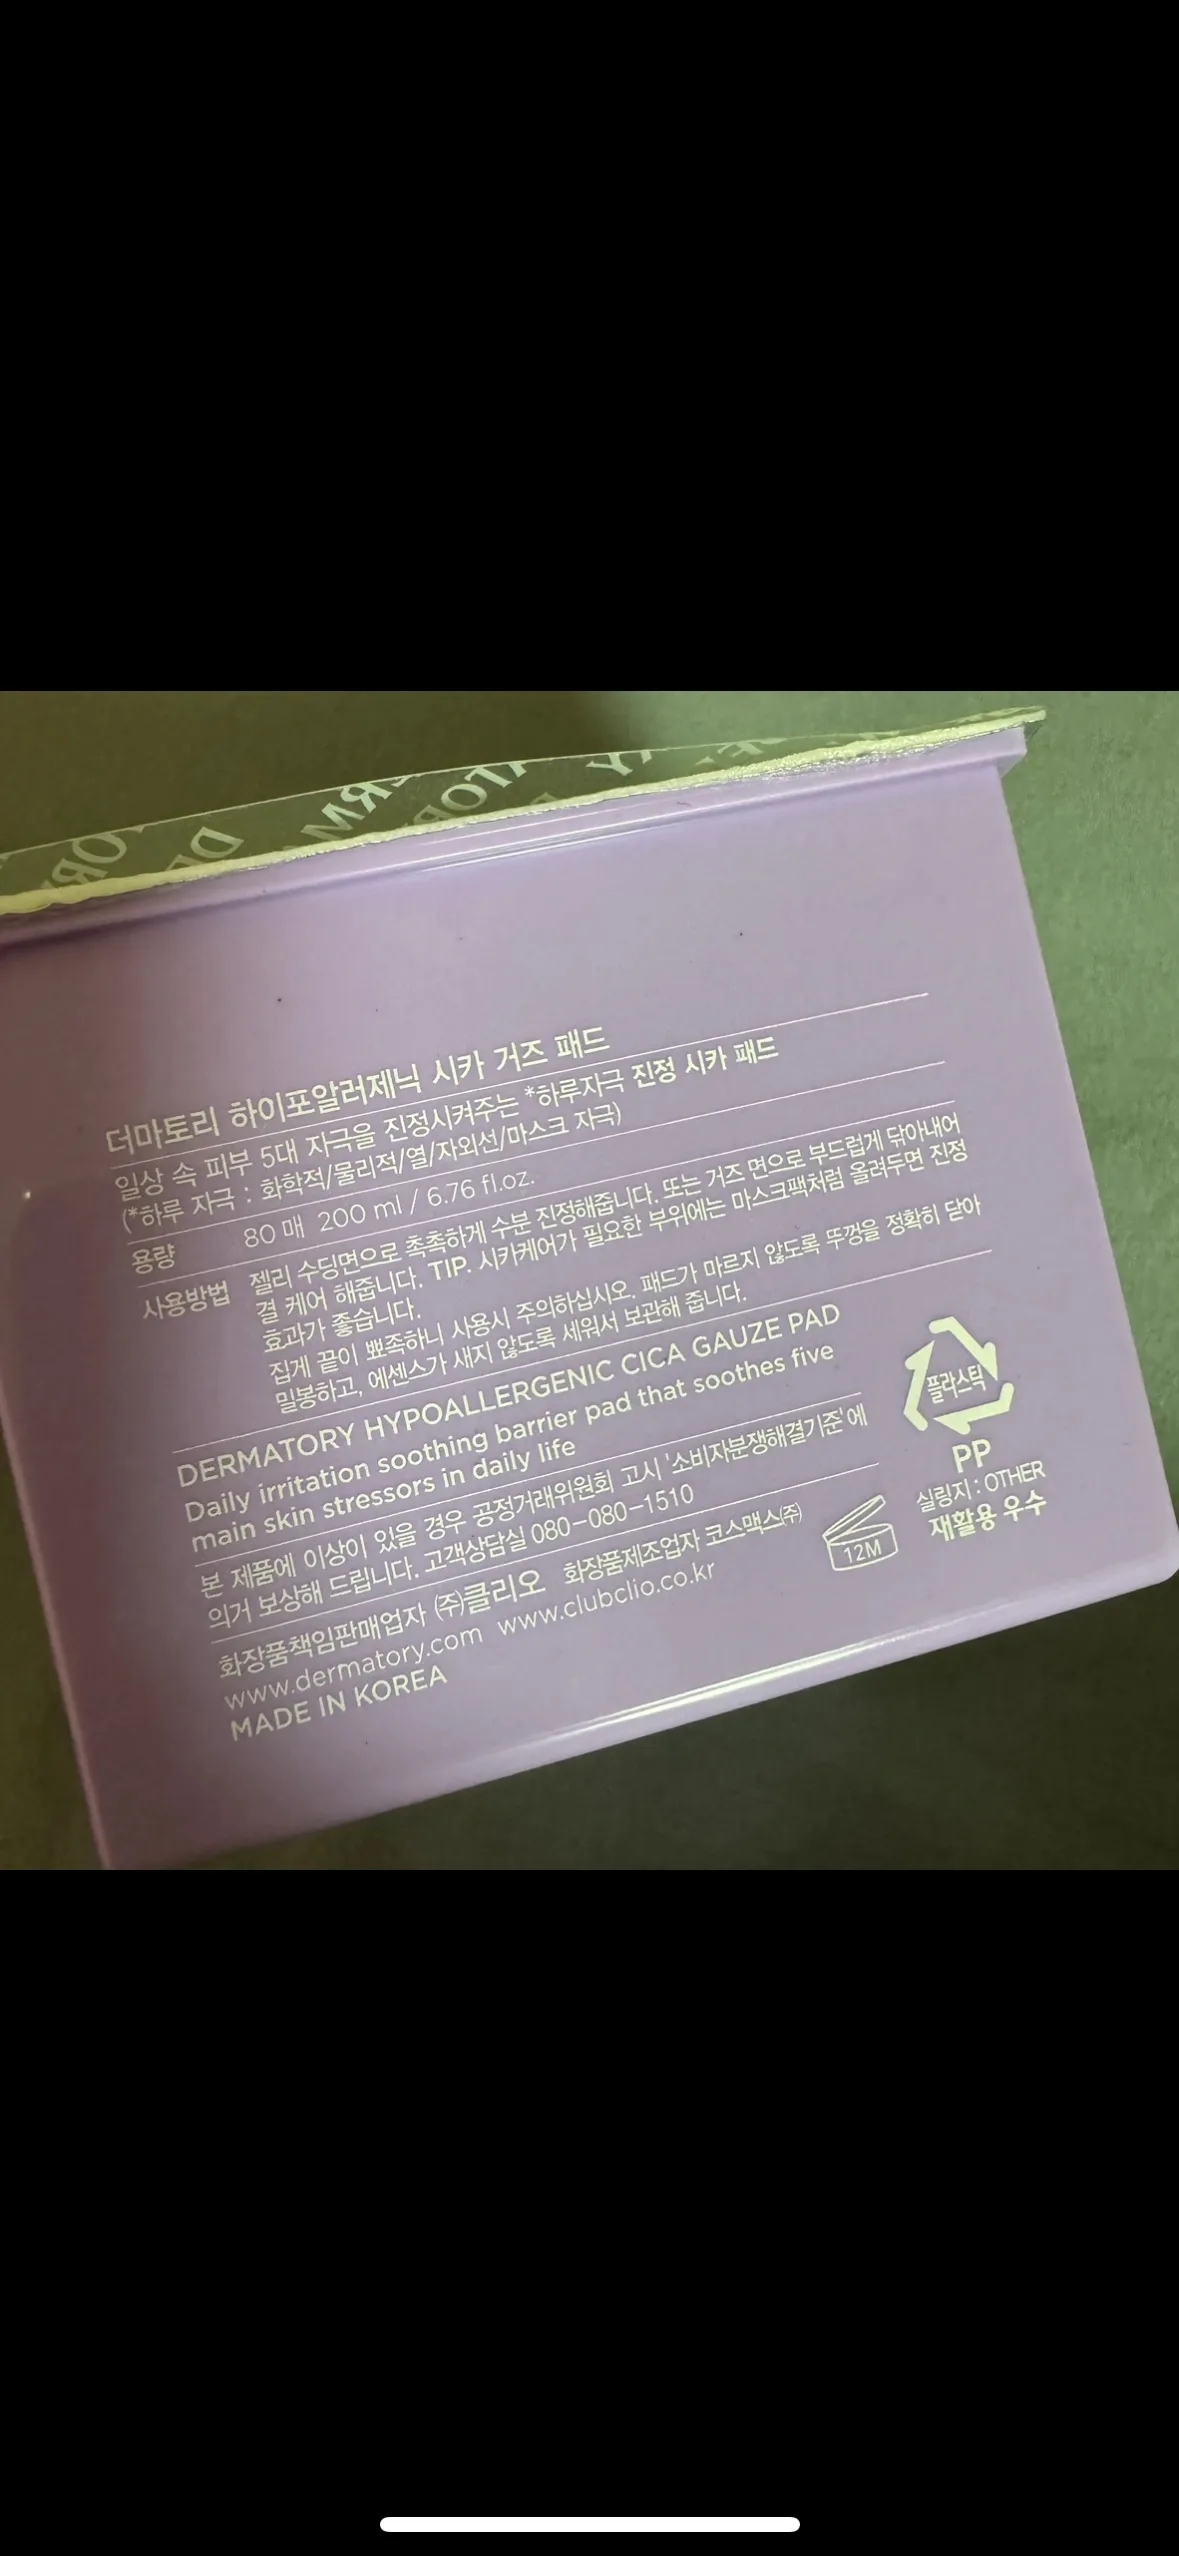 더마토리 하이포알러제닉 시카 거즈 패드
일상 속 피부 5대 자극을 진정시켜주는 *하루자극 진정 시카 패드
(*하루 자극 : 화학적/물리적/열/자외선/마스크 자극)
용량 80 매 200 ml / 6.76 fl.oz.
사용방법 젤리 수딩면으로 촉촉하게 수분 진정해줍니다. 또는 거즈 면으로 부드럽게 닦아내어
결 케어 해줍니다. TIP. 시카케어가 필요한 부위에는 마스크팩처럼 올려두면 진정
효과가 좋습니다.
집게 끝이 뾰족하니 사용시 주의하십시오. 패드가 마르지 않도록 뚜껑을 정확히 닫아
밀봉하고, 에센스가 새지 않도록 세워서 보관해 줍니다.
DERMATORY HYPOALLERGENIC CICA GAUZE PAD
Daily irritation soothing barrier pad that soothes five
main skin stressors in daily life
본 제품에 이상이 있을 경우 공정거래위원회 고시 '소비자분쟁해결기준'에
의거 보상해 드립니다. 고객상담실 080-080-1510
화장품책임판매업자 (주)클리오 화장품제조업자 코스맥스(주)
www.dermatory.com www.clubclio.co.kr
MADE IN KOREA
12M
플라스틱
PP
실링지 : OTHER
재활용 우수